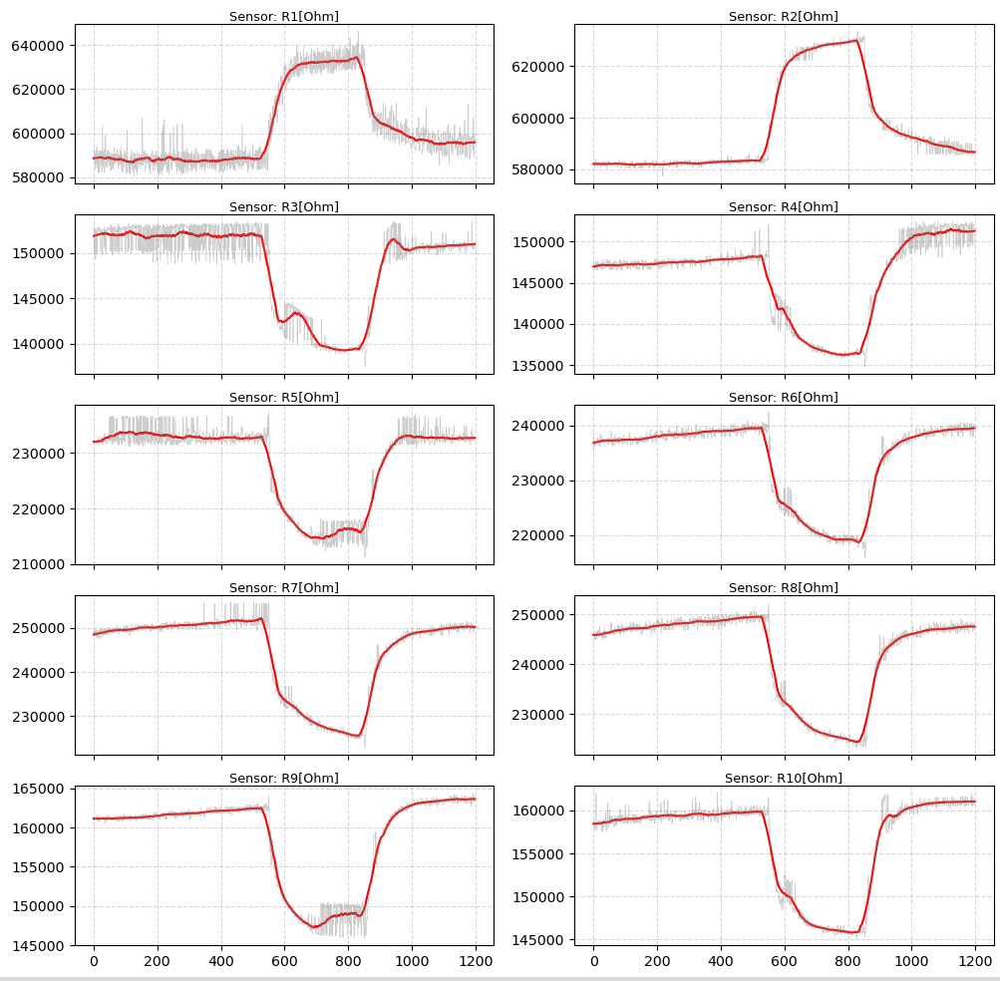 Sensor: R1[Ohm]
640000
620000
600000
580000
Sensor: R2[Ohm]
620000
600000
580000
Sensor: R3[Ohm]
150000
145000
140000
Sensor: R4[Ohm]
150000
145000
140000
135000
Sensor: R5[Ohm]
230000
220000
210000
Sensor: R6[Ohm]
240000
230000
220000
Sensor: R7[Ohm]
250000
240000
230000
Sensor: R8[Ohm]
250000
240000
230000
Sensor: R9[Ohm]
165000
160000
155000
150000
145000
0 200 400 600 800 1000 1200
Sensor: R10[Ohm]
160000
155000
150000
145000
0 200 400 600 800 1000 1200